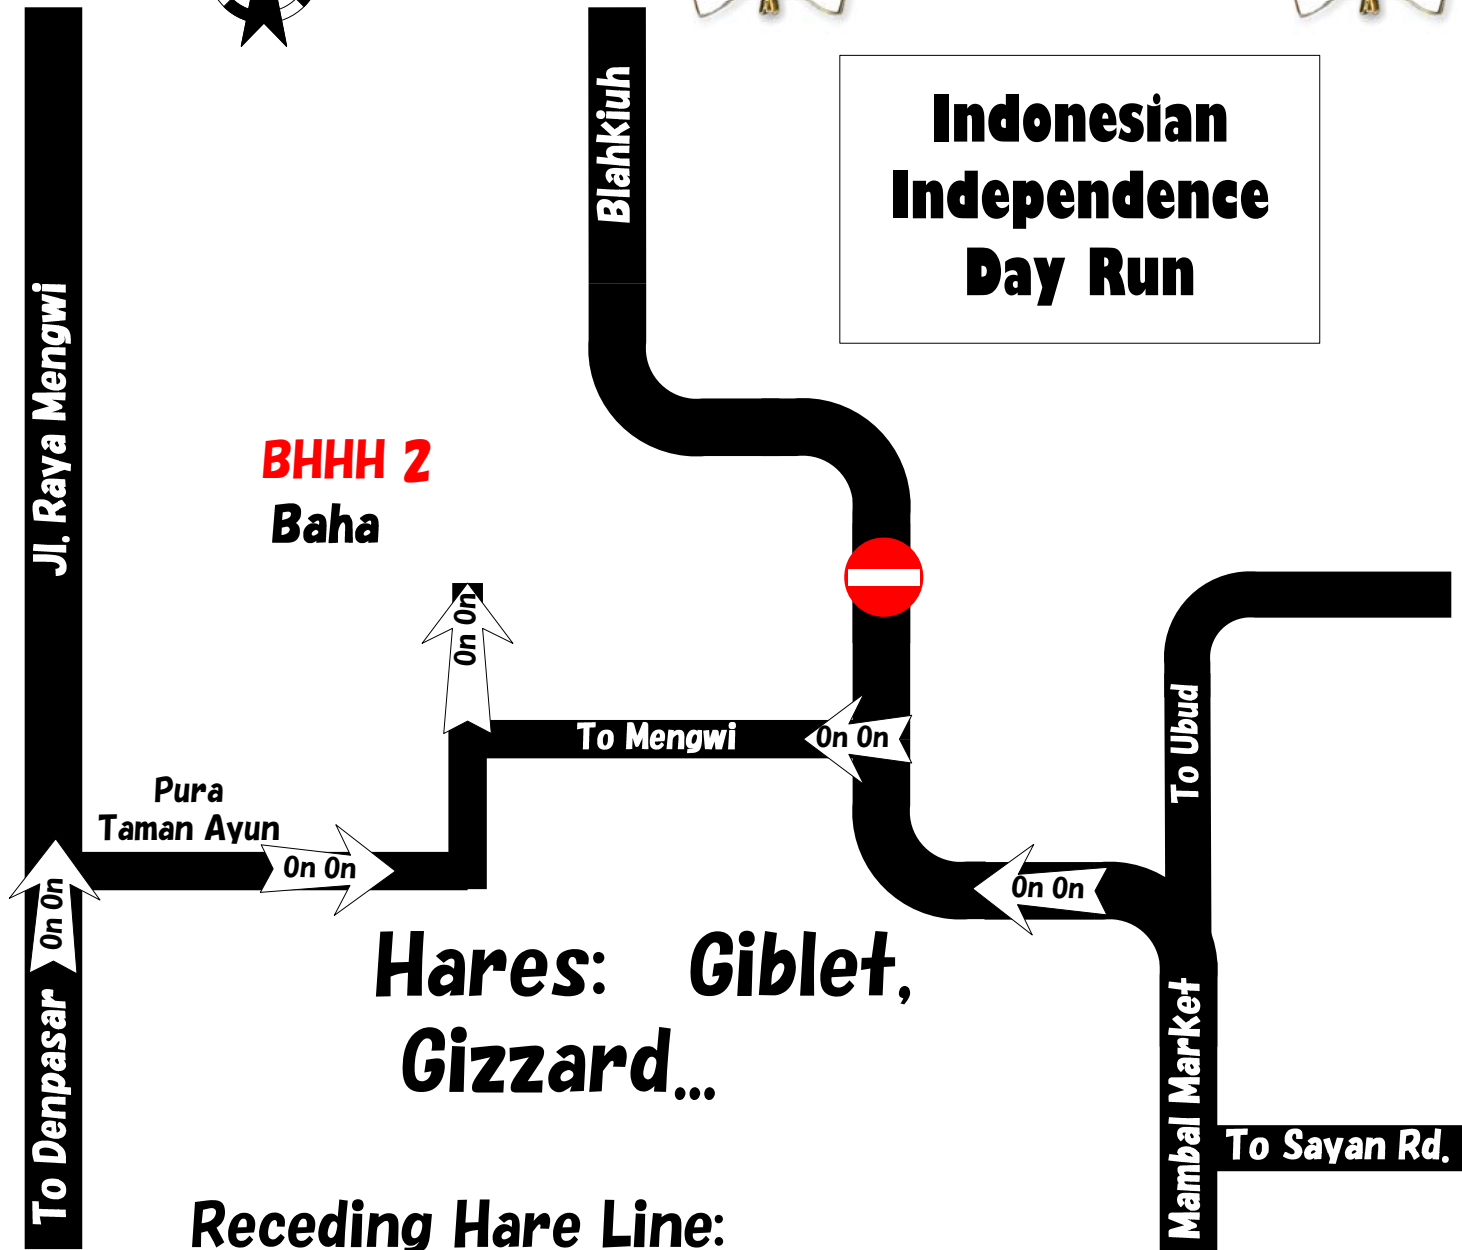 Indonesian
Independence
Day Run
Blahkiuh
Jl. Raya Mengwi
BHHH 2
Baha
On On
To Mengwi
On On
To Ubud
Pura
Taman Ayun
On On
On On
On On
Hares: Giblet,
Gizzard...
To Denpasar
Mambal Market
To Sayan Rd.
Receding Hare Line: